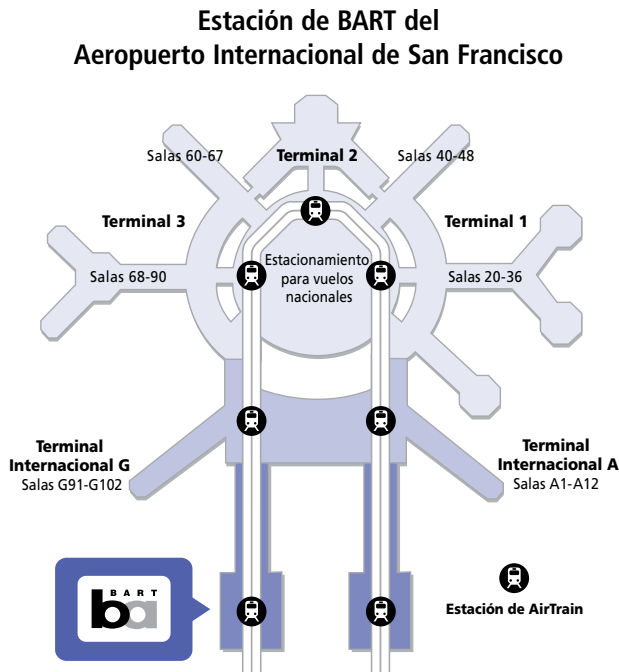 Estación de BART del
Aeropuerto Internacional de San Francisco
Salas 60-67
Terminal 2
Salas 40-48
Terminal 3
Terminal 1
Salas 68-90
Estacionamiento
para vuelos
nacionales
Salas 20-36
Terminal
Internacional G
Salas G91-G102
Terminal
Internacional A
Salas A1-A12
BART
ba
Estación de AirTrain